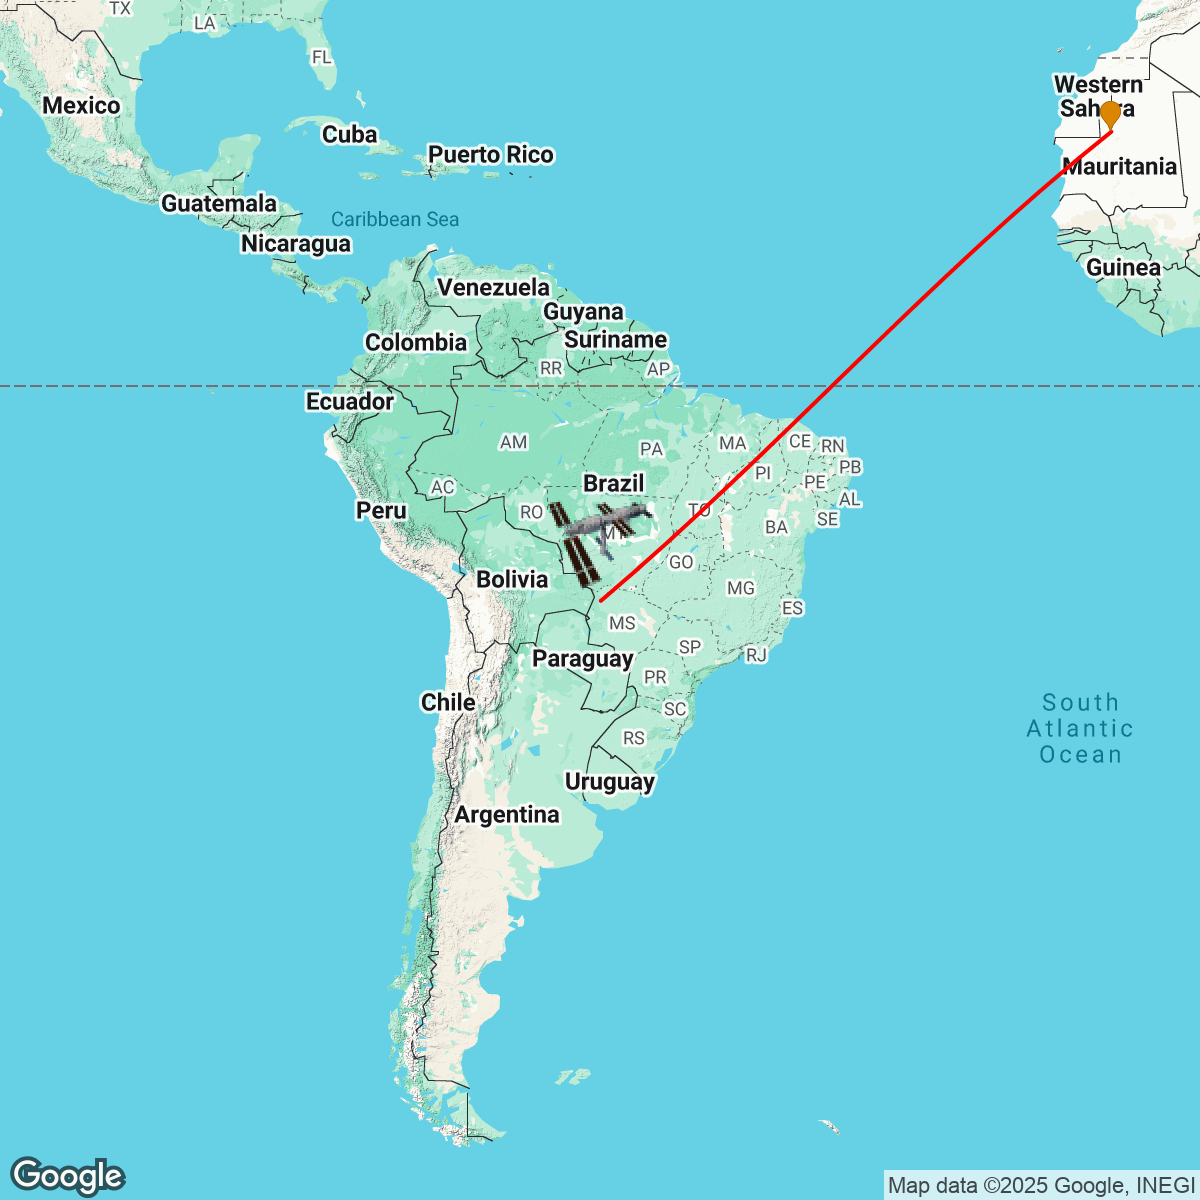 TX
LA
FL
Mexico
Western
Sahara
Cuba
Puerto Rico
Mauritania
Guatemala
Caribbean Sea
Nicaragua
Guinea
Venezuela
Guyana
Suriname
Colombia
RR
AP
Ecuador
AM
PA
MA
CE
RN
PI
PB
PE
AC
Brazil
AL
Peru
RO
TO
SE
BA
MT
GO
Bolivia
MG
ES
MS
SP
RJ
Paraguay
PR
Chile
SC
South
Atlantic
Ocean
RS
Uruguay
Argentina
Google
Map data ©2025 Google, INEGI